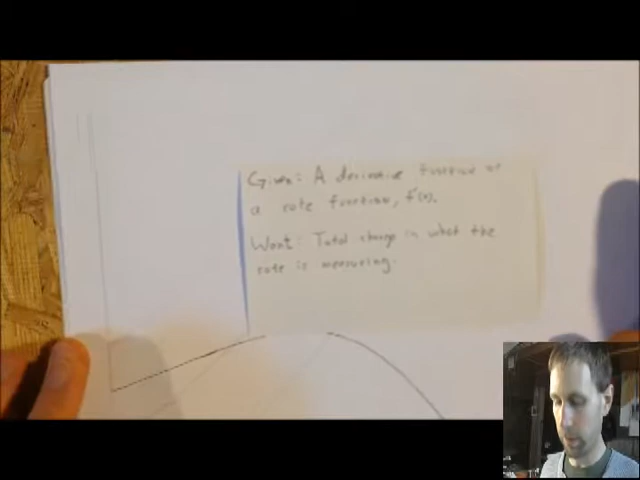 Given: A derivative function or
a rate function, f'(x).
Want: Total change in what the
rate is measuring.